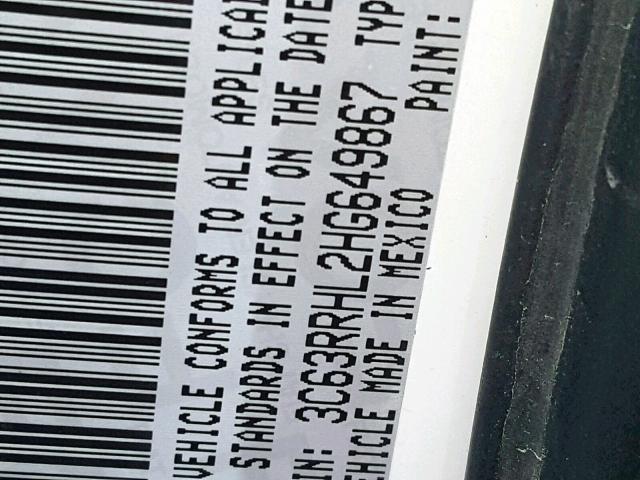 VEHICLE CONFORMS TO ALL APPLICA
STANDARDS IN EFFECT ON THE DATE
IN: 3C63RRHL2HG649867 TYP
EHICLE MADE IN MEXICO PAINT: